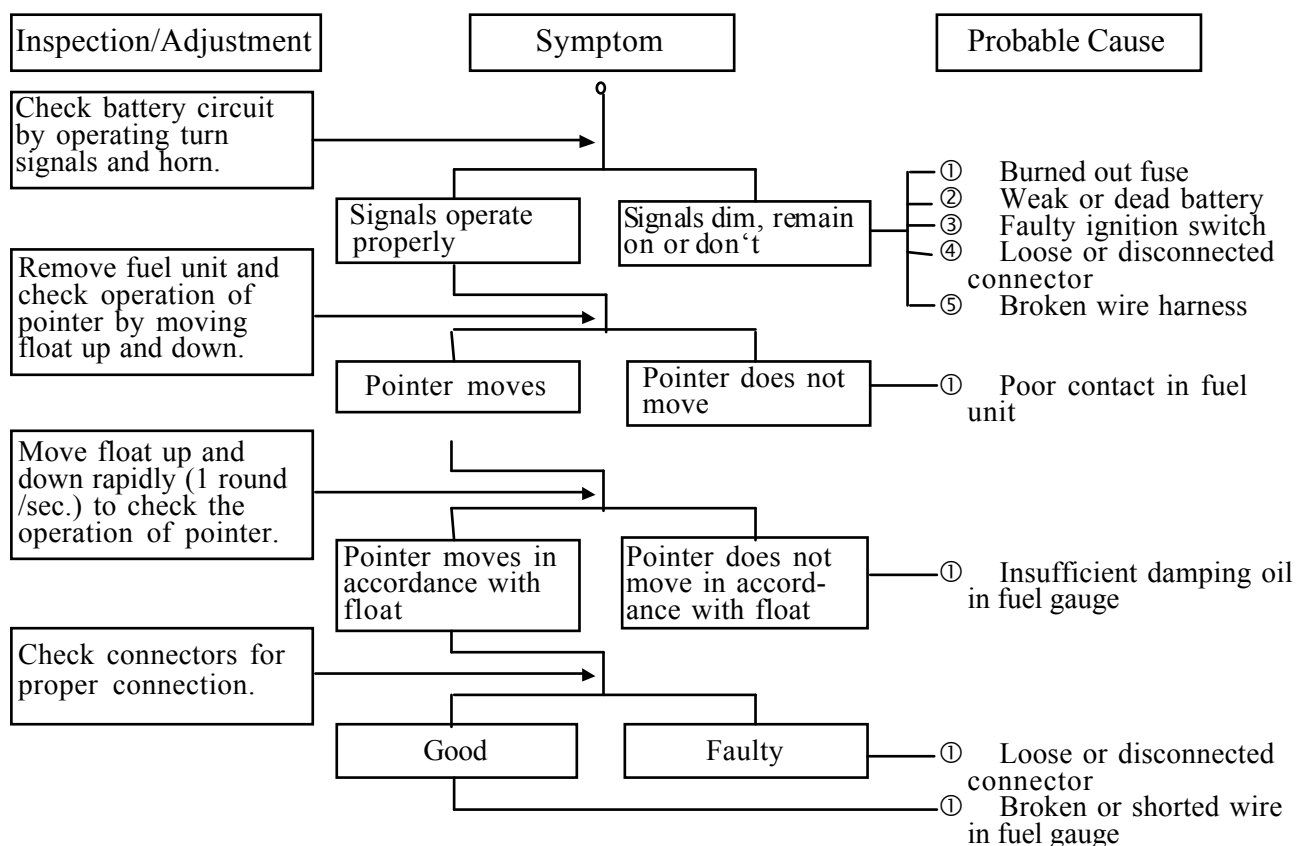 Inspection/Adjustment
Symptom
Probable Cause
Check battery circuit
by operating turn
signals and horn.
Signals operate
properly
Signals dim, remain
on or don‘t
① Burned out fuse
② Weak or dead battery
③ Faulty ignition switch
④ Loose or disconnected
connector
⑤ Broken wire harness
Remove fuel unit and
check operation of
pointer by moving
float up and down.
Pointer moves
Pointer does not
move
① Poor contact in fuel
unit
Move float up and
down rapidly (1 round
/sec.) to check the
operation of pointer.
Pointer moves in
accordance with
float
Pointer does not
move in accord-
ance with float
① Insufficient damping oil
in fuel gauge
Check connectors for
proper connection.
Good
Faulty
① Loose or disconnected
connector
① Broken or shorted wire
in fuel gauge